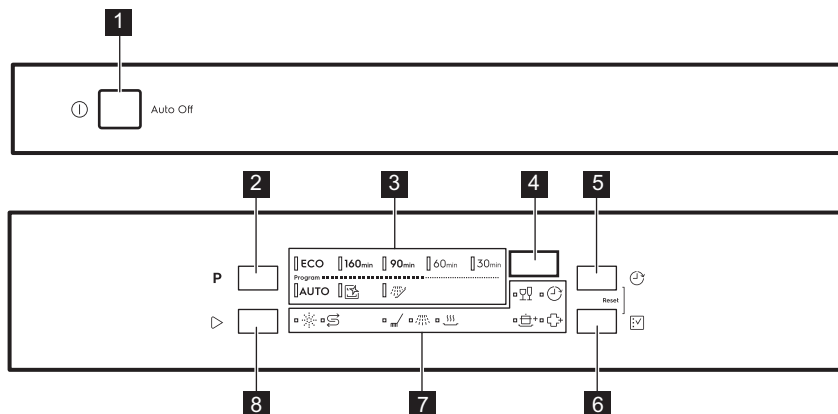 1
Auto Off
2 3 4 5
P
ECO 160min 90min 60min 30min
Program
AUTO
Reset
8 7 6